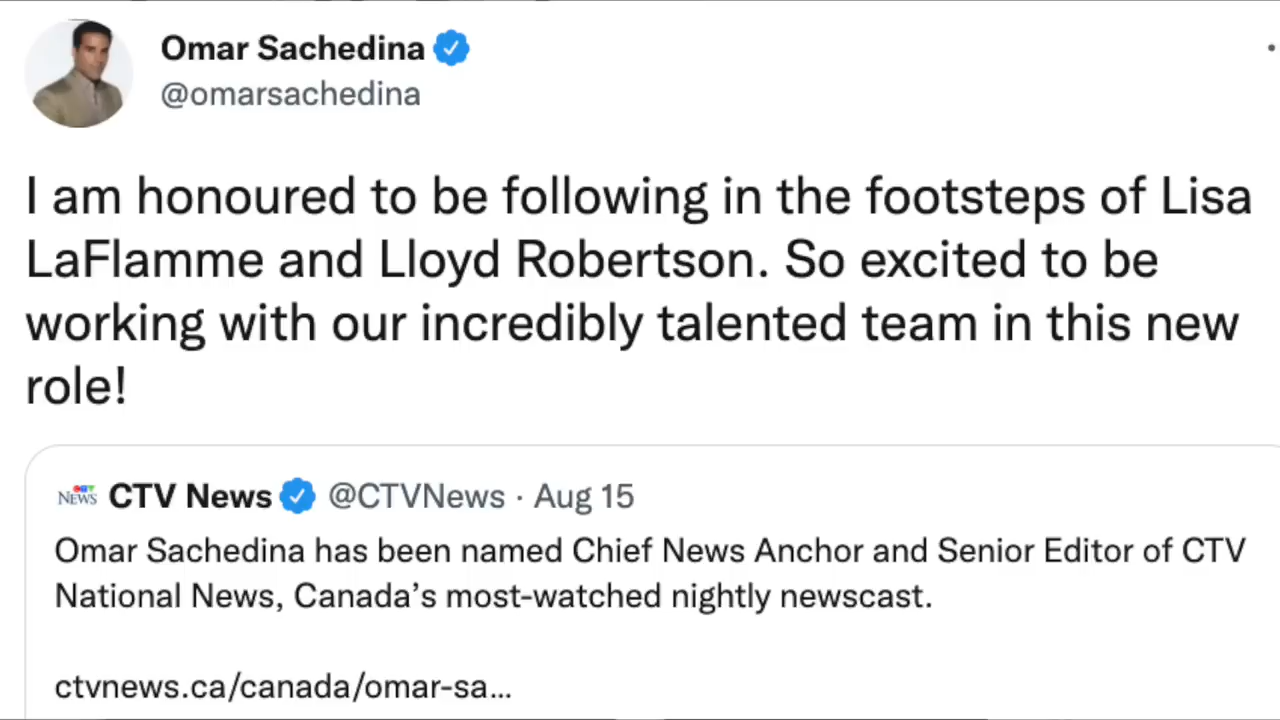 Omar Sachedina
@omarsachedina
I am honoured to be following in the footsteps of Lisa
LaFlamme and Lloyd Robertson. So excited to be
working with our incredibly talented team in this new
role!
NEWS CTV News @CTVNews · Aug 15
Omar Sachedina has been named Chief News Anchor and Senior Editor of CTV
National News, Canada’s most-watched nightly newscast.
ctvnews.ca/canada/omar-sa...